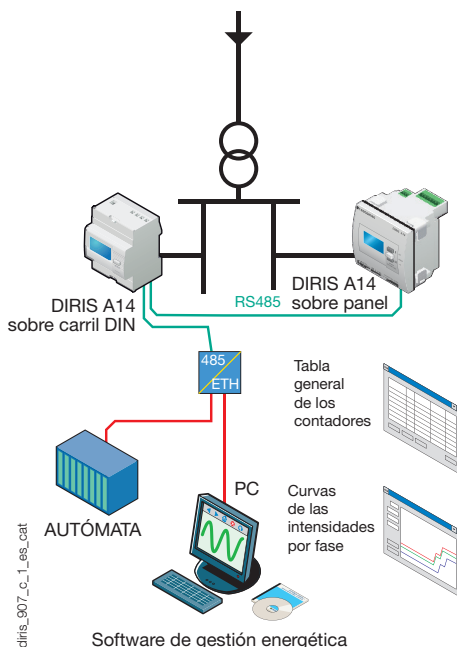 DIRIS A14
sobre carril DIN
RS485
DIRIS A14
sobre panel
485
ETH
Tabla
general
de los
contadores
AUTÓMATA
PC
Curvas
de las
intensidades
por fase
Software de gestión energética
diris_907_c_1_es_cat